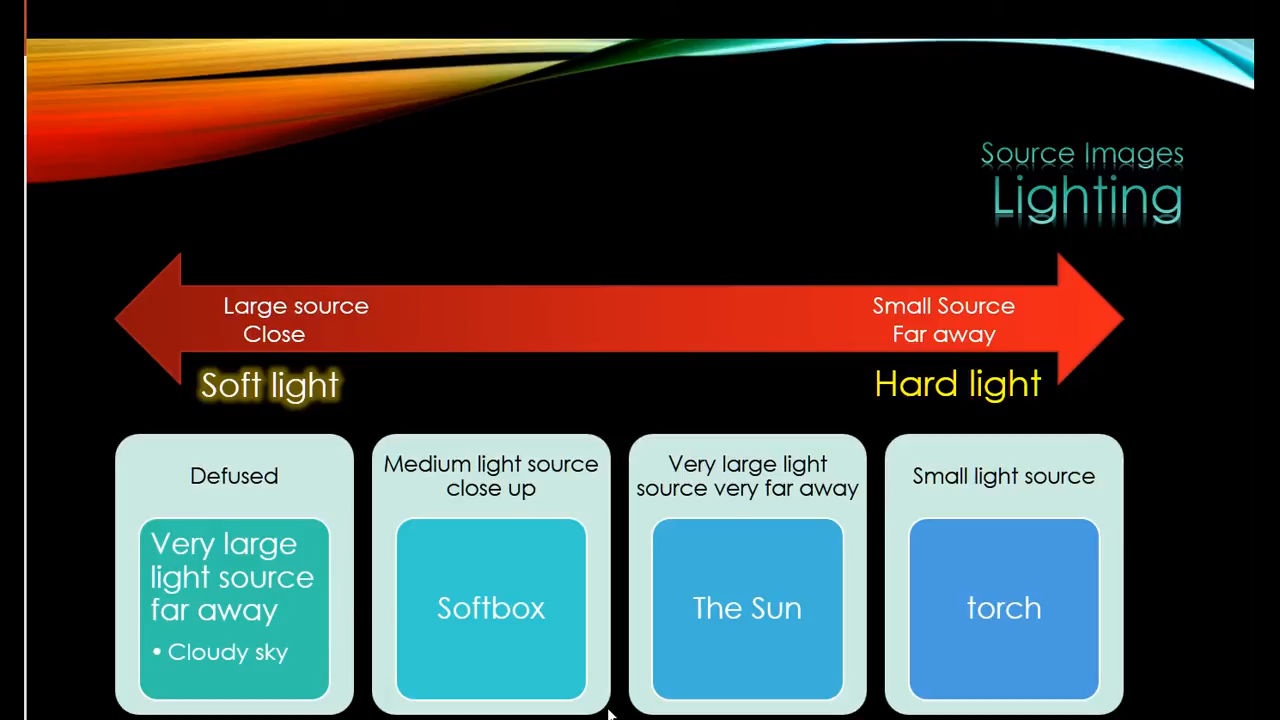 Source Images
Lighting
Large source
Close
Small Source
Far away
Soft light
Hard light
Defused
Very large
light source
far away
• Cloudy sky
Medium light source
close up
Softbox
Very large light
source very far away
The Sun
Small light source
torch